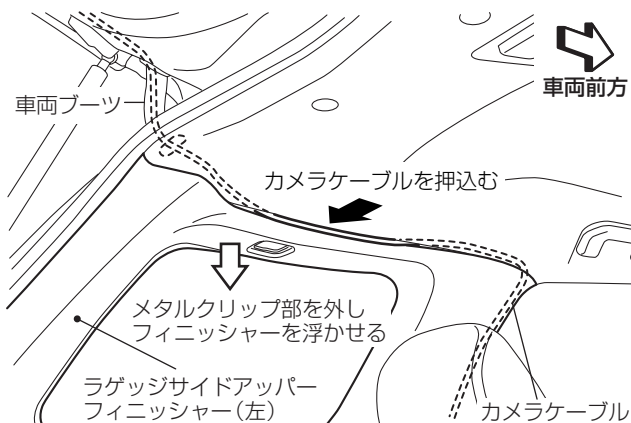 車両前方
車両ブーツ
カメラケーブルを押込む
メタルクリップ部を外し
フィニッシャーを浮かせる
ラゲッジサイドアッパー
フィニッシャー(左)
カメラケーブル